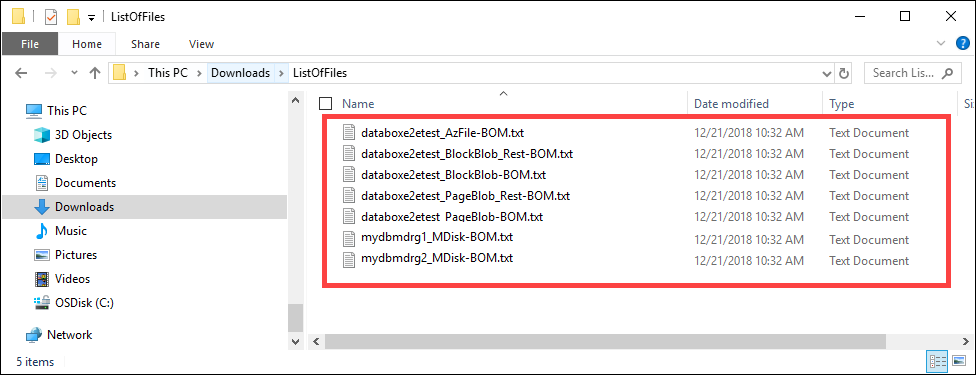 ListOfFiles
File Home Share View
This PC Downloads ListOfFiles Search Lis...
Name Date modified Type Si
This PC
3D Objects
Desktop
Documents
Downloads
Music
Pictures
Videos
OSDisk (C:)
Network
databoxe2etest_AzFile-BOM.txt 12/21/2018 10:32 AM Text Document
databoxe2etest_BlockBlob_Rest-BOM.txt 12/21/2018 10:32 AM Text Document
databoxe2etest_BlockBlob-BOM.txt 12/21/2018 10:32 AM Text Document
databoxe2etest_PageBlob_Rest-BOM.txt 12/21/2018 10:32 AM Text Document
databoxe2etest_PageBlob-BOM.txt 12/21/2018 10:32 AM Text Document
mydbmdrg1_MDisk-BOM.txt 12/21/2018 10:32 AM Text Document
mydbmdrg2_MDisk-BOM.txt 12/21/2018 10:32 AM Text Document
5 items